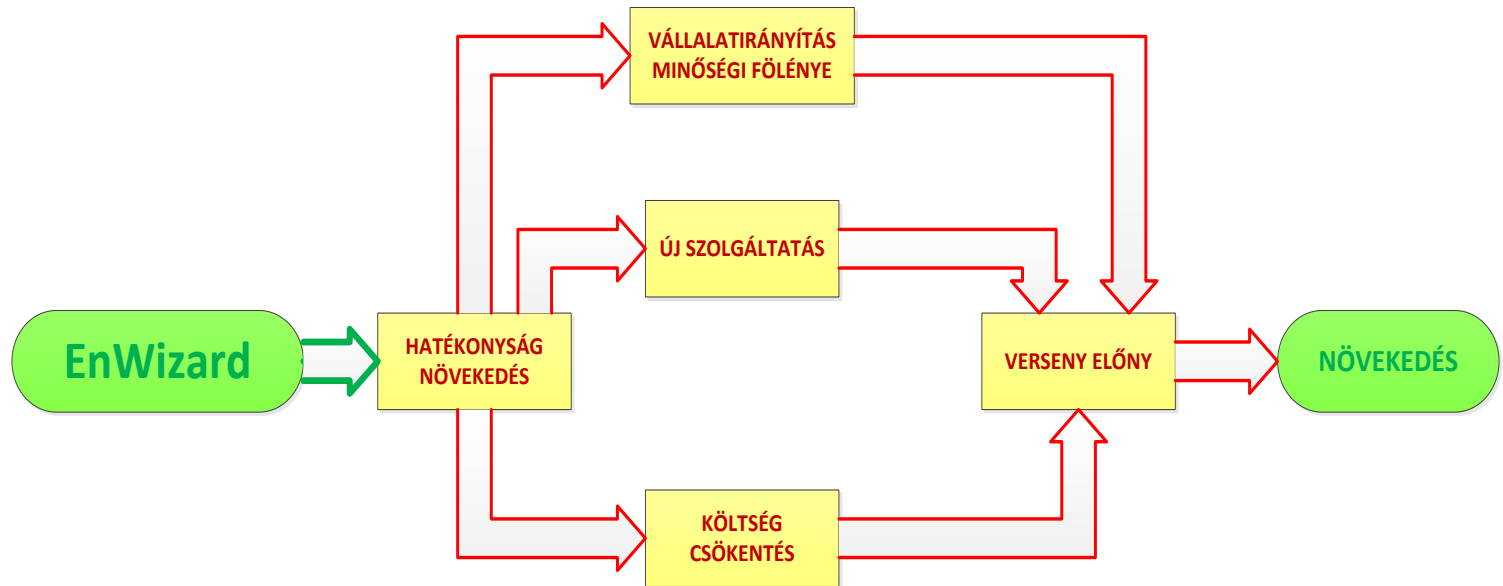 VÁLLALATIRÁNYÍTÁS
MINŐSÉGI FÖLÉNYE
ÚJ SZOLGÁLTATÁS
EnWizard
HATÉKONYSÁG
NÖVEKEDÉS
VERSENY ELŐNY
NÖVEKEDÉS
KÖLTSÉG
CSÖKENTÉS